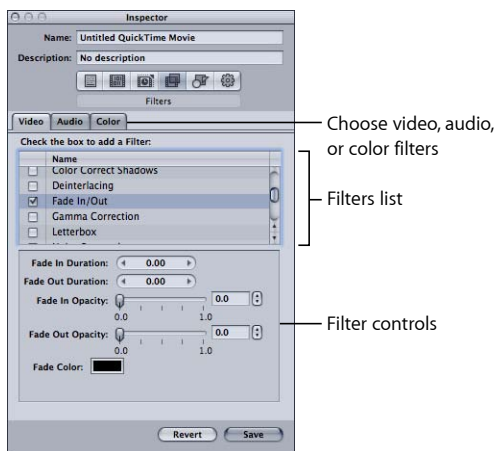 Inspector
Name: Untitled QuickTime Movie
Description: No description
Filters
Video Audio Color
Choose video, audio,
or color filters
Check the box to add a Filter:
Name
Color Correct Shadows
Deinterlacing
Fade In/Out
Filters list
Gamma Correction
Letterbox
Fade In Duration: 0.00
Fade Out Duration: 0.00
Fade In Opacity: 0.0
0.0 1.0
Filter controls
Fade Out Opacity: 0.0
0.0 1.0
Fade Color:
Revert Save